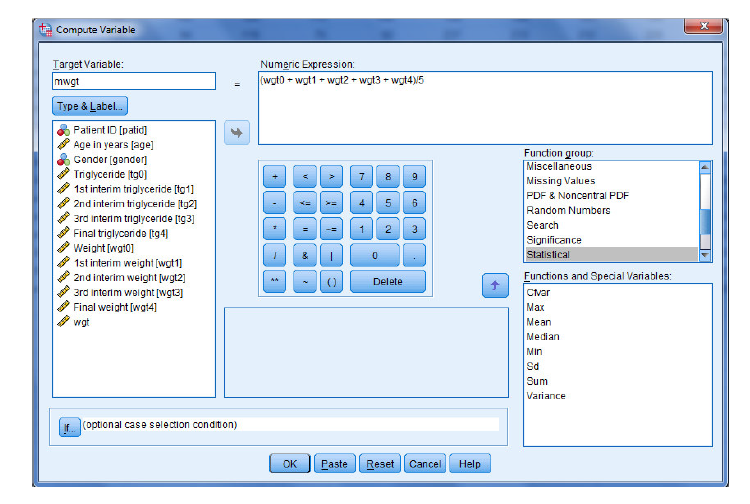 Compute Variable
Target Variable:
mwgt
=
Numeric Expression:
(wgt0 + wgt1 + wgt2 + wgt3 + wgt4)/5
Type & Label...
Patient ID [patid]
Age in years [age]
Gender [gender]
Triglyceride [tg0]
1st interim triglyceride [tg1]
2nd interim triglyceride [tg2]
3rd interim triglyceride [tg3]
Final triglyceride [tg4]
Weight [wgt0]
1st interim weight [wgt1]
2nd interim weight [wgt2]
3rd interim weight [wgt3]
Final weight [wgt4]
wgt
+ < > 7 8 9
- <= >= 4 5 6
* = ~= 1 2 3
/ & | 0 .
** ~ ( ) Delete
Function group:
Miscellaneous
Missing Values
PDF & Noncentral PDF
Random Numbers
Search
Significance
Statistical
Functions and Special Variables:
Cfvar
Max
Mean
Median
Min
Sd
Sum
Variance
If... (optional case selection condition)
OK Paste Reset Cancel Help